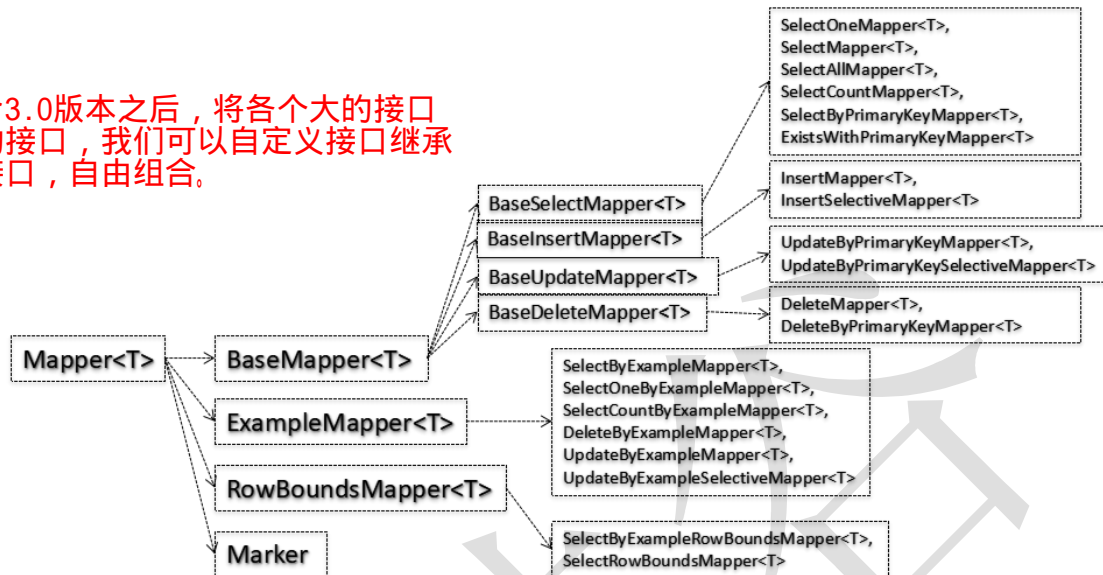 3.0版本之后，将各个大的接口
接口，我们可以自定义接口继承
口，自由组合。
SelectOneMapper<T>,
SelectMapper<T>,
SelectAllMapper<T>,
SelectCountMapper<T>,
SelectByPrimaryKeyMapper<T>,
ExistsWithPrimaryKeyMapper<T>
BaseSelectMapper<T>
InsertMapper<T>,
InsertSelectiveMapper<T>
BaseInsertMapper<T>
UpdateByPrimaryKeyMapper<T>,
UpdateByPrimaryKeySelectiveMapper<T>
BaseUpdateMapper<T>
DeleteMapper<T>,
DeleteByPrimaryKeyMapper<T>
BaseDeleteMapper<T>
Mapper<T>
BaseMapper<T>
SelectByExampleMapper<T>,
SelectOneByExampleMapper<T>,
SelectCountByExampleMapper<T>,
DeleteByExampleMapper<T>,
UpdateByExampleMapper<T>,
UpdateByExampleSelectiveMapper<T>
ExampleMapper<T>
RowBoundsMapper<T>
SelectByExampleRowBoundsMapper<T>,
SelectRowBoundsMapper<T>
Marker